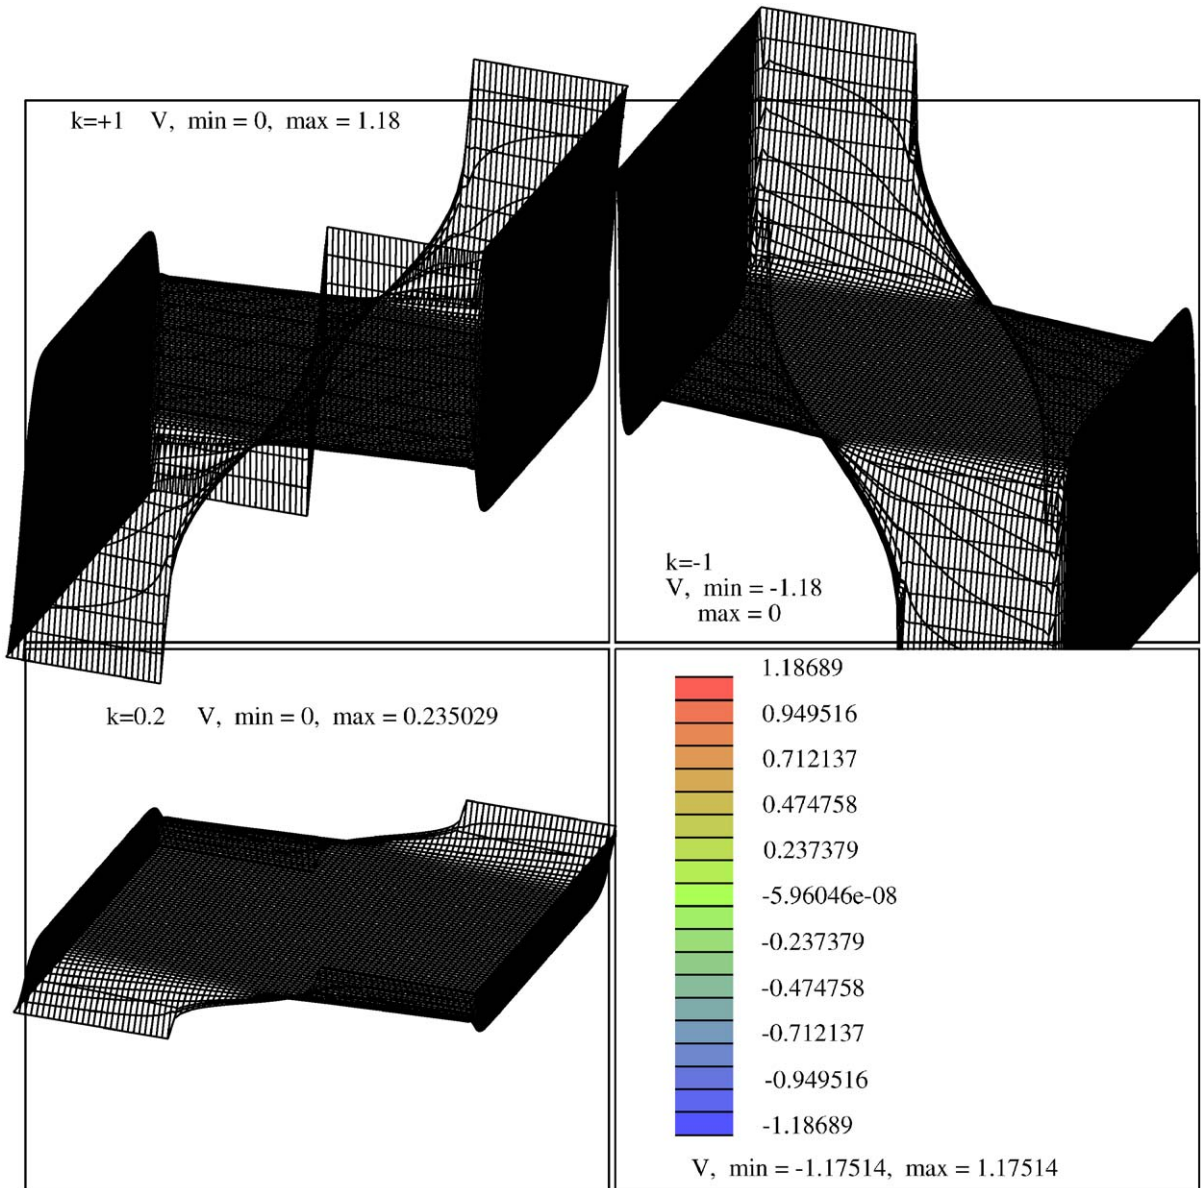 k=+1 V, min = 0, max = 1.18
k=-1
V, min = -1.18
max = 0
k=0.2 V, min = 0, max = 0.235029
1.18689
0.949516
0.712137
0.474758
0.237379
-5.96046e-08
-0.237379
-0.474758
-0.712137
-0.949516
-1.18689
V, min = -1.17514, max = 1.17514